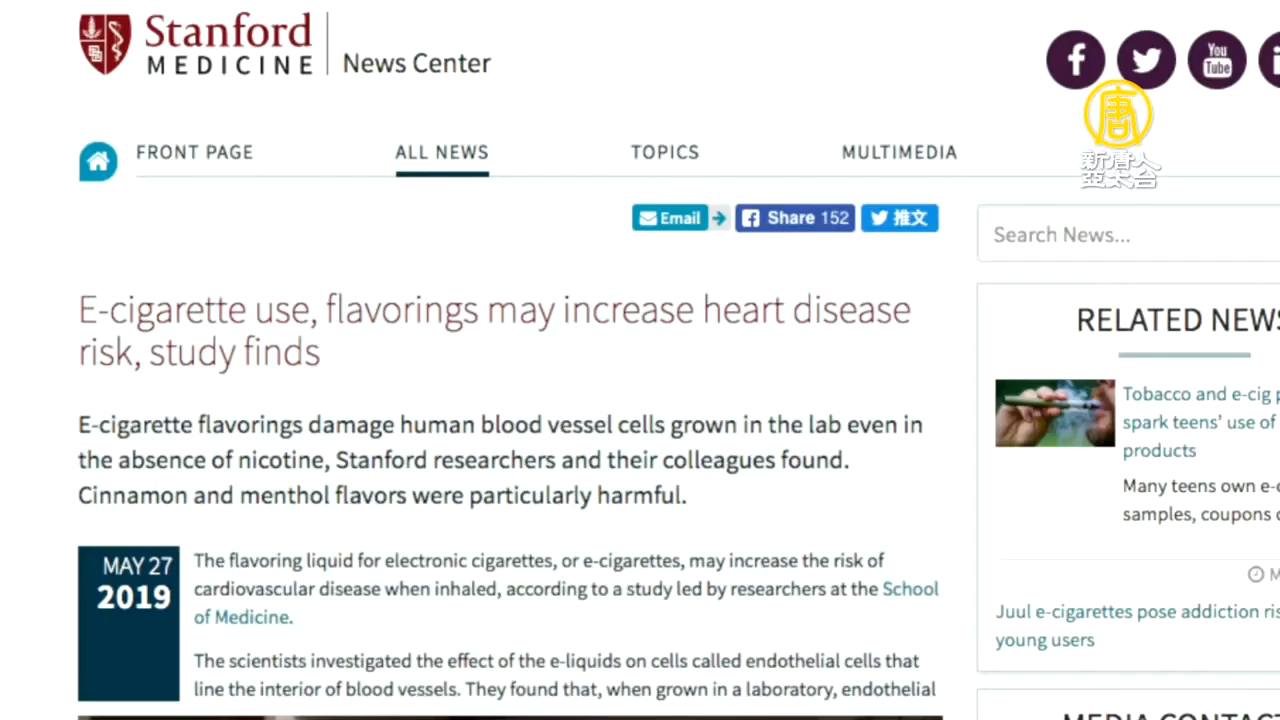 Stanford
MEDICINE
News Center
唐
新唐人
亞太台
FRONT PAGE
ALL NEWS
TOPICS
MULTIMEDIA
Email
Share 152
推文
You
Tube
Search News...
E-cigarette use, flavorings may increase heart disease
risk, study finds
E-cigarette flavorings damage human blood vessel cells grown in the lab even in
the absence of nicotine, Stanford researchers and their colleagues found.
Cinnamon and menthol flavors were particularly harmful.
MAY 27
2019
The flavoring liquid for electronic cigarettes, or e-cigarettes, may increase the risk of
cardiovascular disease when inhaled, according to a study led by researchers at the School
of Medicine.
The scientists investigated the effect of the e-liquids on cells called endothelial cells that
line the interior of blood vessels. They found that, when grown in a laboratory, endothelial
RELATED NEWS
Tobacco and e-cig
spark teens’ use of
products
Many teens own
samples, coupons
Juul e-cigarettes pose addiction
young users
MEDIA